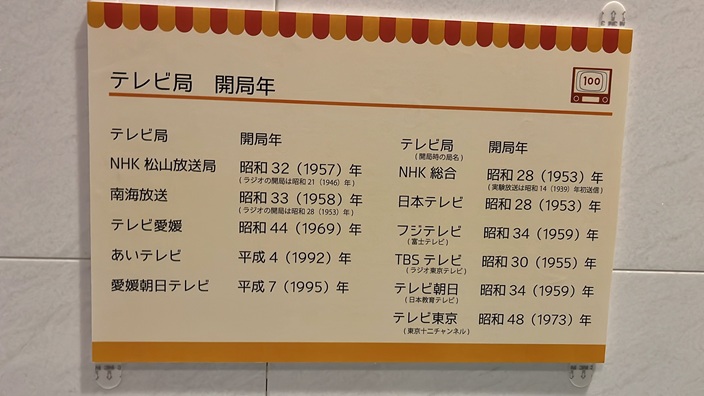 テレビ局 開局年
100
テレビ局 開局年
NHK 松山放送局 昭和 32（1957）年
(ラジオの開局は昭和 21（1946）年)
南海放送 昭和 33（1958）年
(ラジオの開局は昭和 28（1953）年)
テレビ愛媛 昭和 44（1969）年
あいテレビ 平成 4（1992）年
愛媛朝日テレビ 平成 7（1995）年
テレビ局 開局年
(開局時の局名)
NHK 総合 昭和 28（1953）年
(実験放送は昭和 14（1939）年初送信)
日本テレビ 昭和 28（1953）年
フジテレビ 昭和 34（1959）年
(富士テレビ)
TBS テレビ 昭和 30（1955）年
(ラジオ東京テレビ)
テレビ朝日 昭和 34（1959）年
(日本教育テレビ)
テレビ東京 昭和 48（1973）年
(東京十二チャンネル)